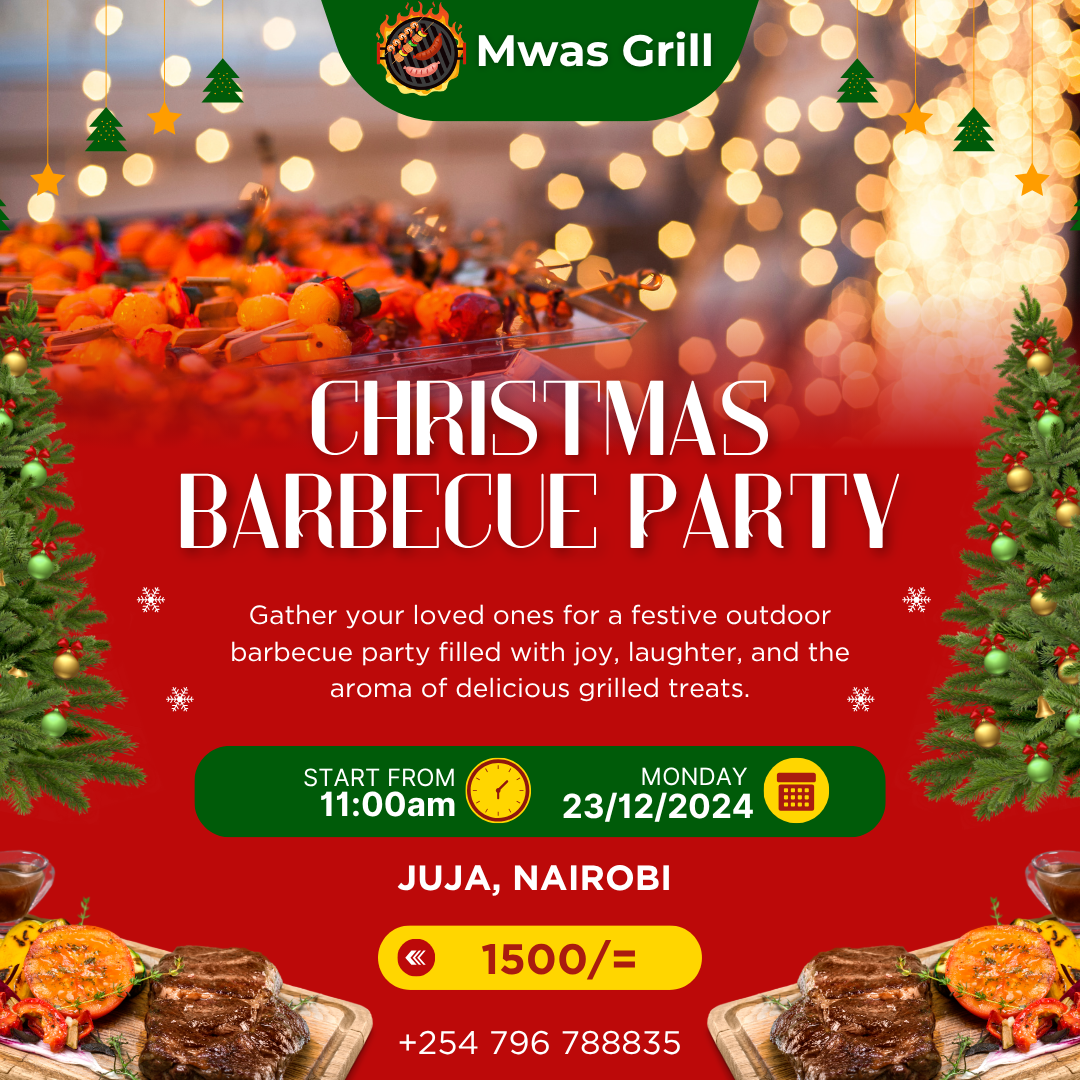 Mwas Grill
CHRISTMAS
BARBECUE PARTY
Gather your loved ones for a festive outdoor
barbecue party filled with joy, laughter, and the
aroma of delicious grilled treats.
START FROM
11:00am
MONDAY
23/12/2024
JUJA, NAIROBI
1500/=
+254 796 788835